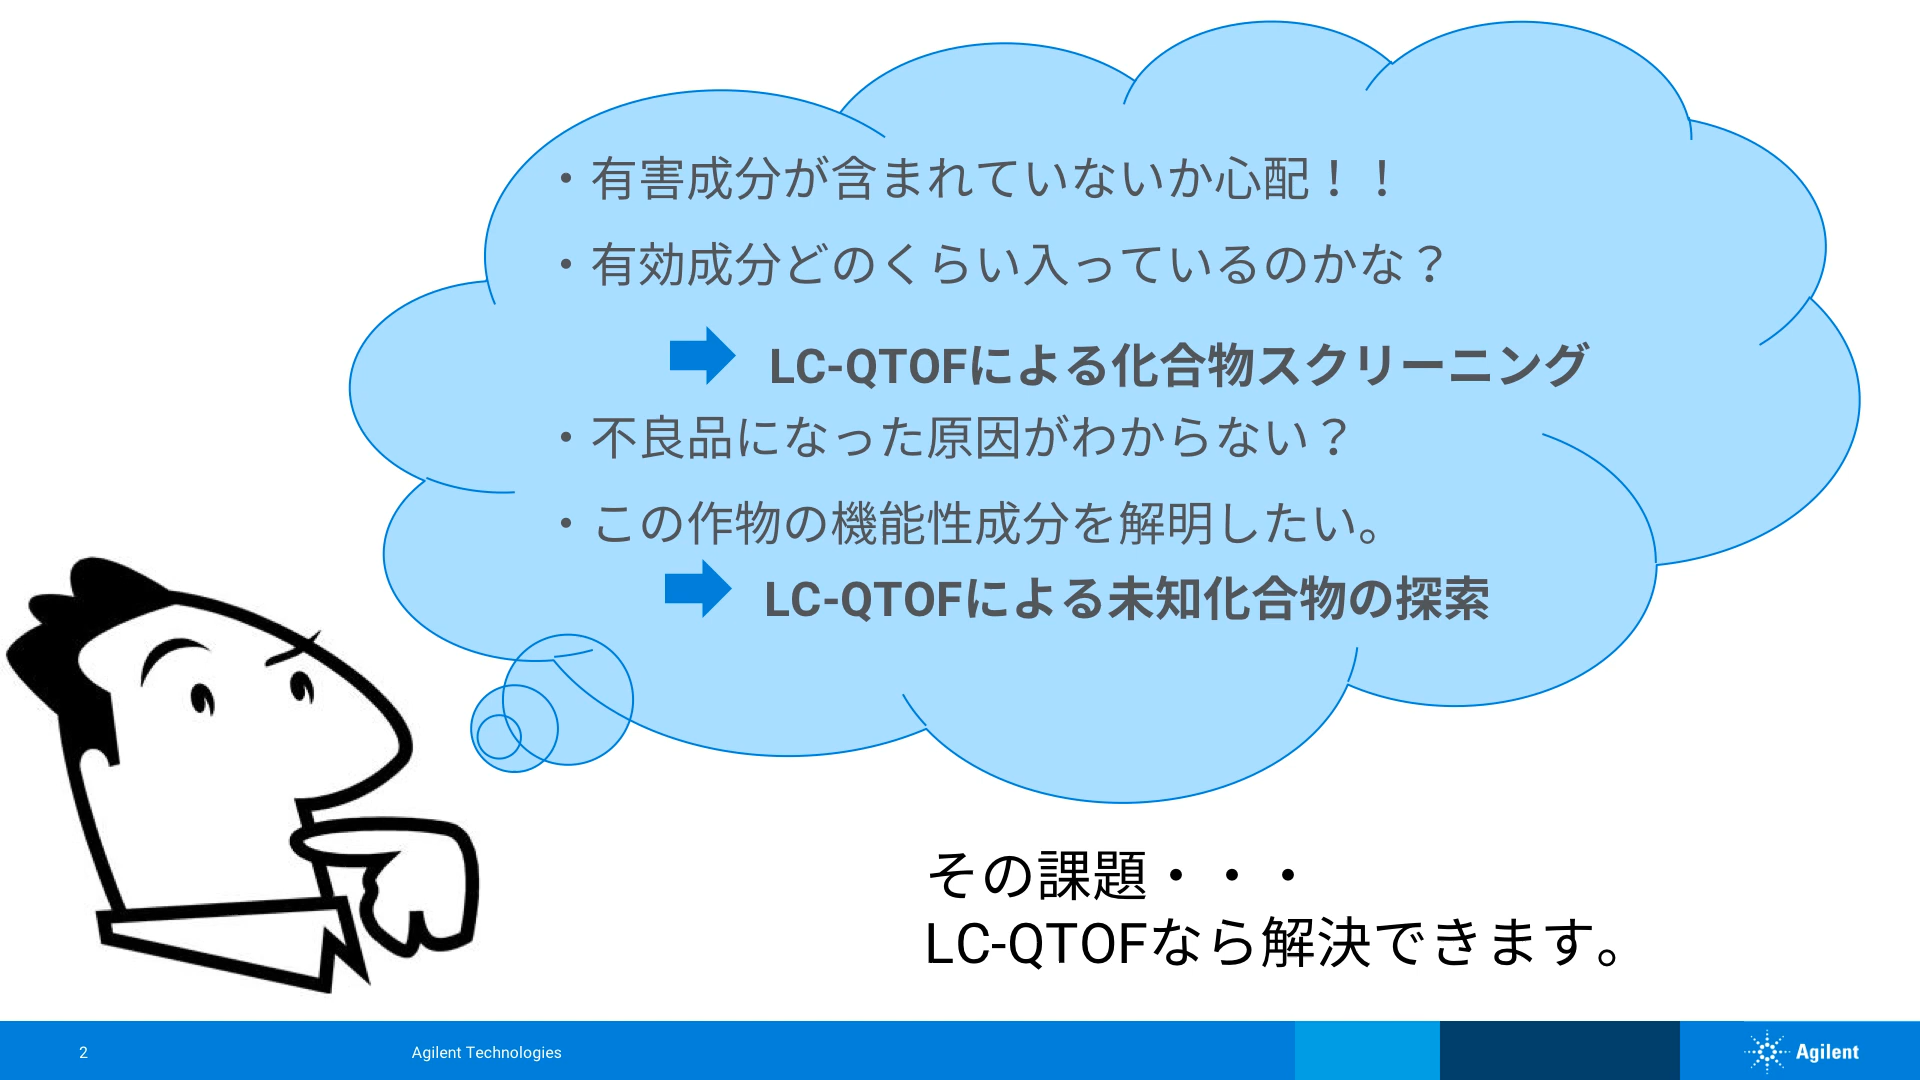 ・有害成分が含まれていないか心配！！
・有効成分どのくらい入っているのかな？
LC-QTOFによる化合物スクリーニング
・不良品になった原因がわからない？
・この作物の機能性成分を解明したい。
LC-QTOFによる未知化合物の探索
その課題・・・
LC-QTOFなら解決できます。
2
Agilent Technologies
Agilent